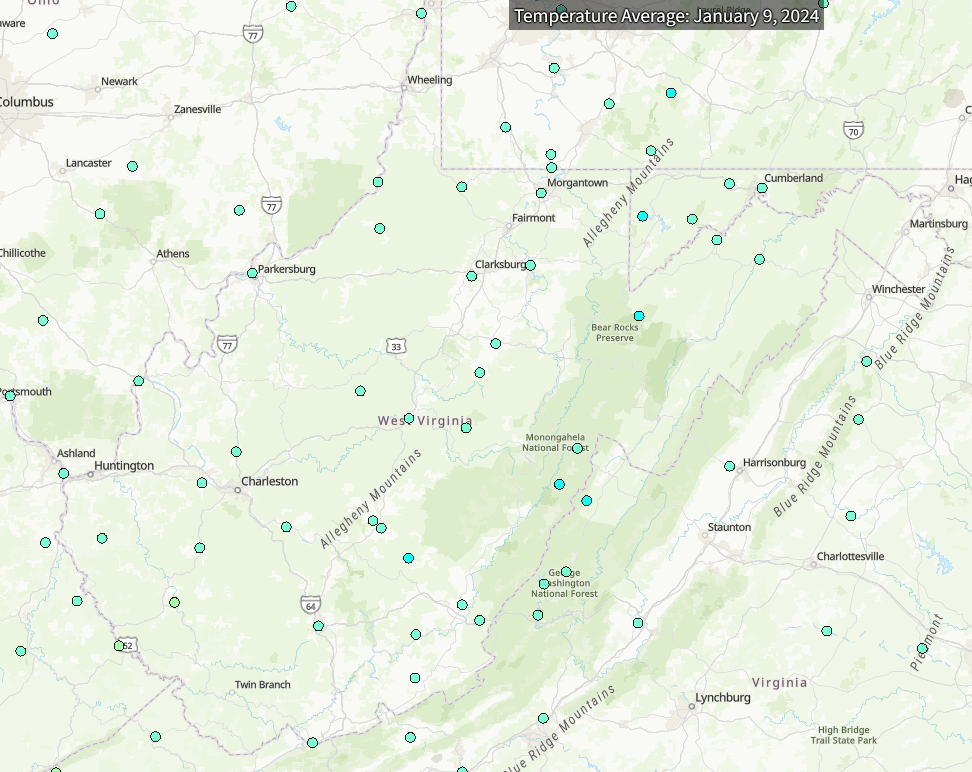 Ohio
Laurel Ridge
Temperature Average: January 9, 2024
77
aware
Newark
Wheeling
Columbus
Zanesville
70
C
Lancaster
Allegheny Mountains
Cumberland
Hag
Morgantown
77
Fairmont
Martinsburg
Chillicothe
Athens
Clarksburg
Parkersburg
Blue Ridge Mountains
Winchester
Bear Rocks
Preserve
77
33
Portsmouth
West Virginia
Blue Ridge Mountains
Monongahela
National Forest
Ashland
Huntington
Harrisonburg
Allegheny Mountains
Charleston
Staunton
Charlottesville
George
Washington
National Forest
64
52
Piedmont
Twin Branch
Virginia
Lynchburg
Blue Ridge Mountains
High Bridge
Trail State Park